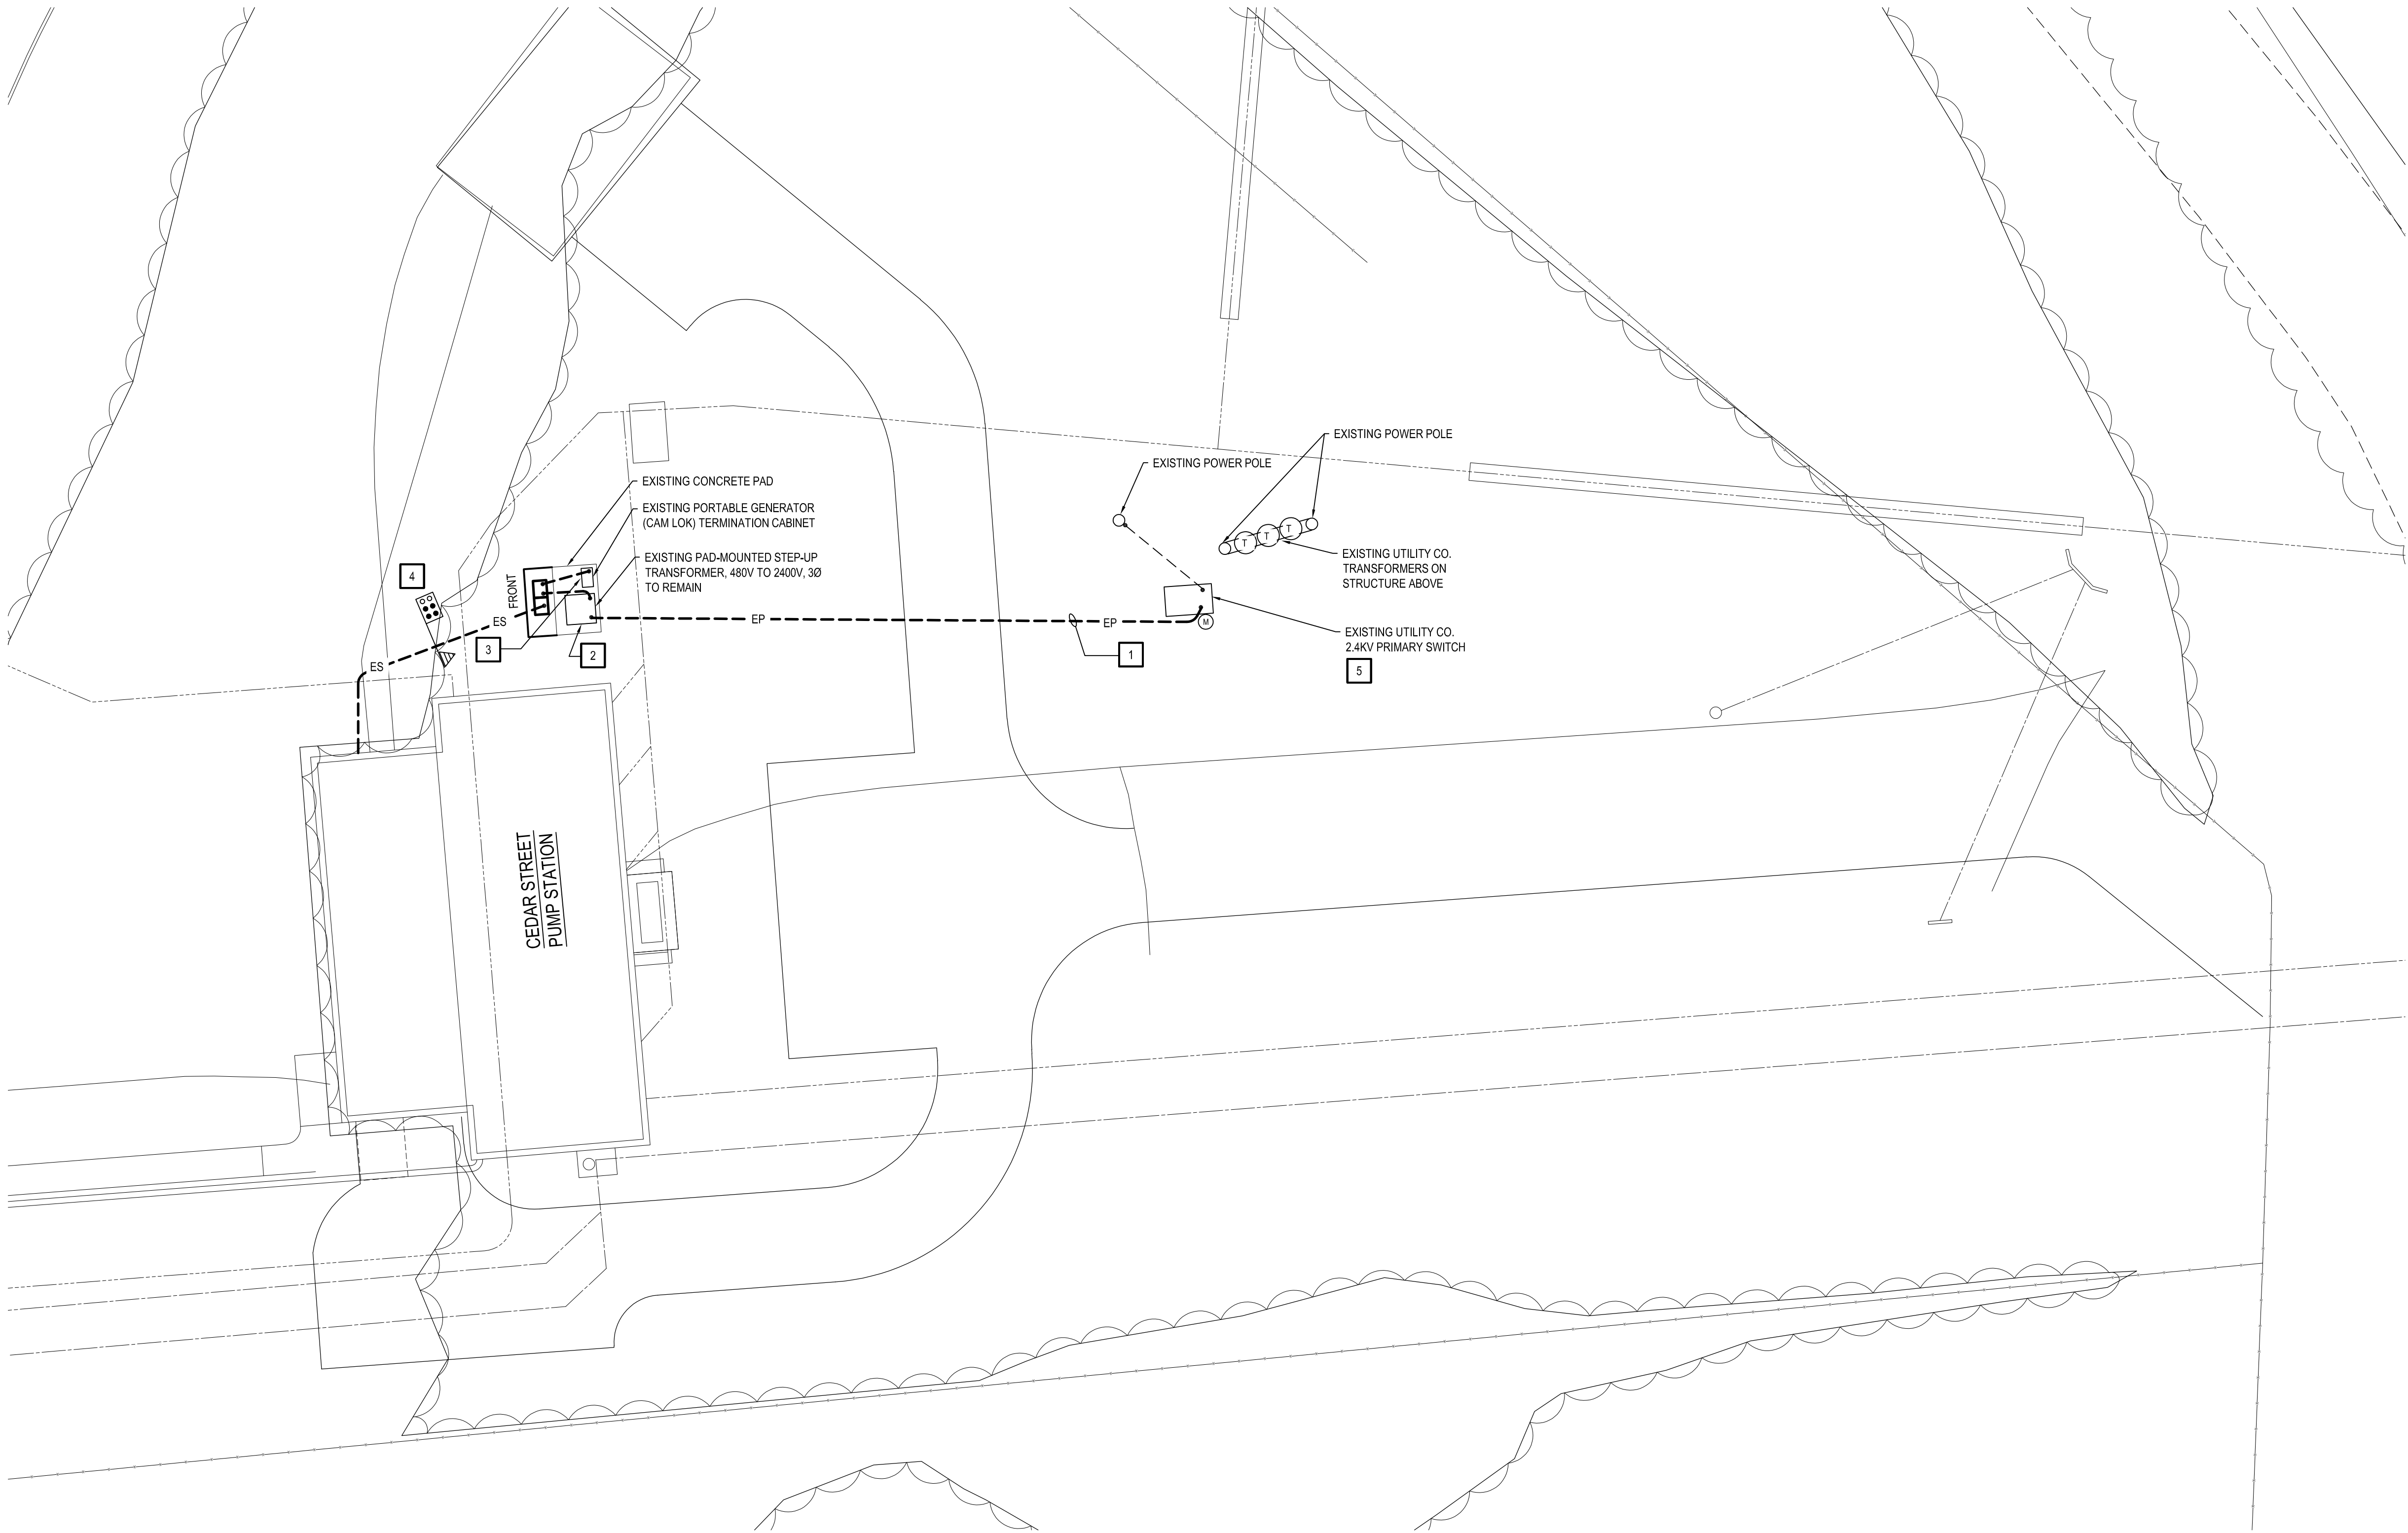 EXISTING POWER POLE
EXISTING POWER POLE
EXISTING CONCRETE PAD
EXISTING PORTABLE GENERATOR
(CAM LOK) TERMINATION CABINET
EXISTING PAD-MOUNTED STEP-UP
TRANSFORMER, 480V TO 2400V, 3Ø
TO REMAIN
T
T
T
EXISTING UTILITY CO.
TRANSFORMERS ON
STRUCTURE ABOVE
4
FRONT
ES
EP
EP
M
EXISTING UTILITY CO.
2.4KV PRIMARY SWITCH
3
2
1
5
ES
CEDAR STREET
PUMP STATION